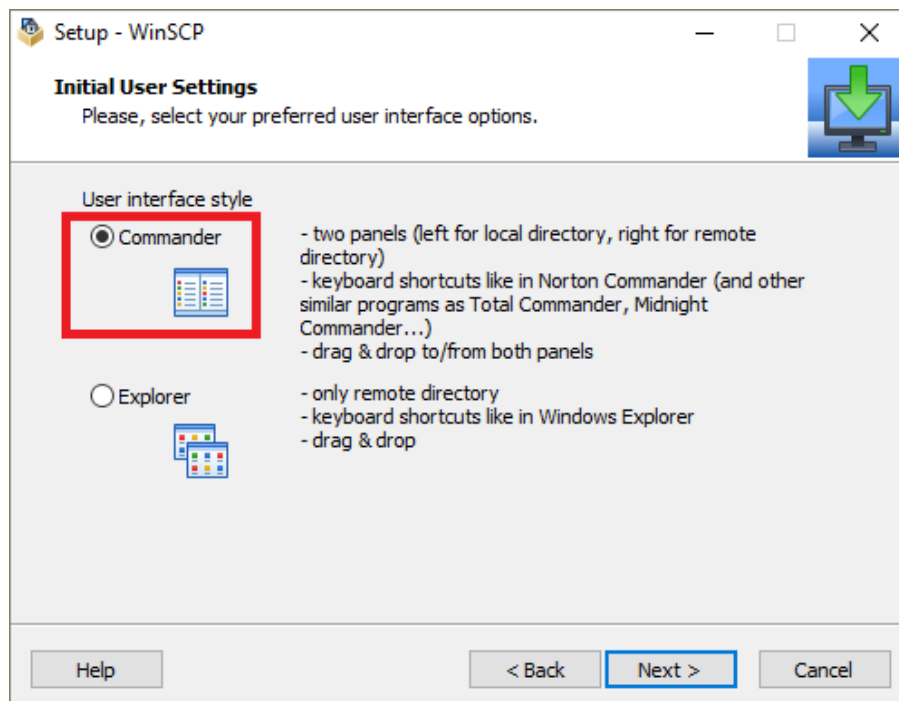 Setup - WinSCP
Initial User Settings
Please, select your preferred user interface options.
User interface style
Commander
- two panels (left for local directory, right for remote
directory)
- keyboard shortcuts like in Norton Commander (and other
similar programs as Total Commander, Midnight
Commander...)
- drag & drop to/from both panels
Explorer
- only remote directory
- keyboard shortcuts like in Windows Explorer
- drag & drop
Help
< Back
Next >
Cancel